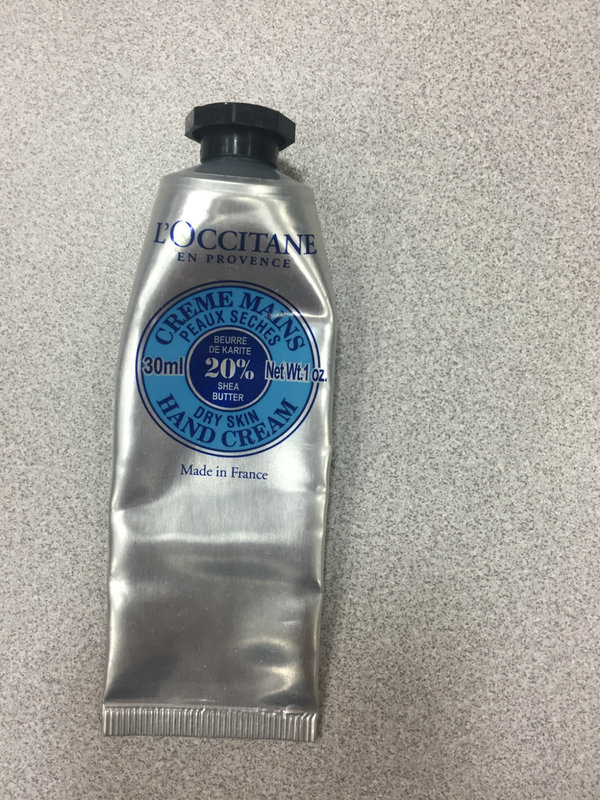 L'OCCITANE
EN PROVENCE
CREME MAINS
PEAUX SECHES
BEURRE
DE KARITE
30ml
20%
Net Wt.1 oz.
SHEA
BUTTER
DRY SKIN
HAND CREAM
Made in France